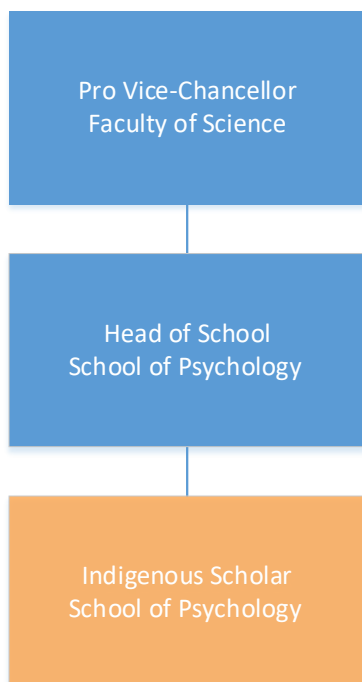 Pro Vice-Chancellor
Faculty of Science
Head of School
School of Psychology
Indigenous Scholar
School of Psychology